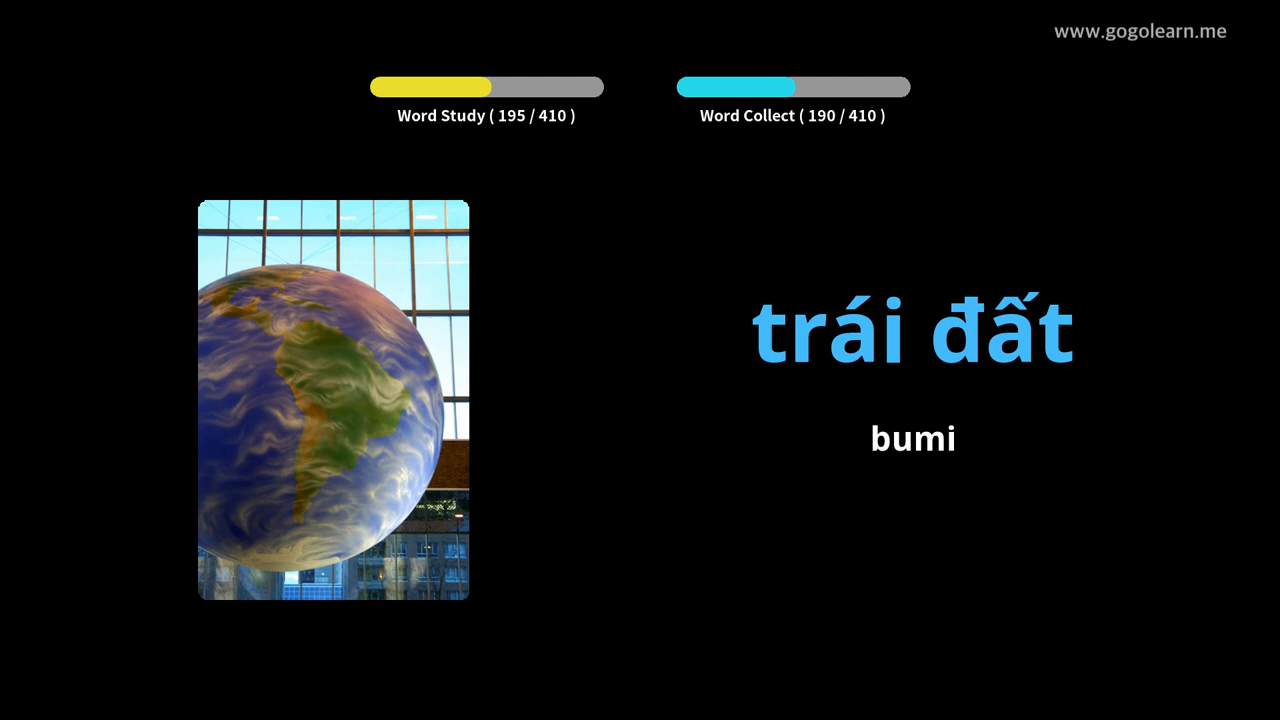 www.gogolearn.me
Word Study ( 195 / 410 )
Word Collect ( 190 / 410 )
trái đất
bumi